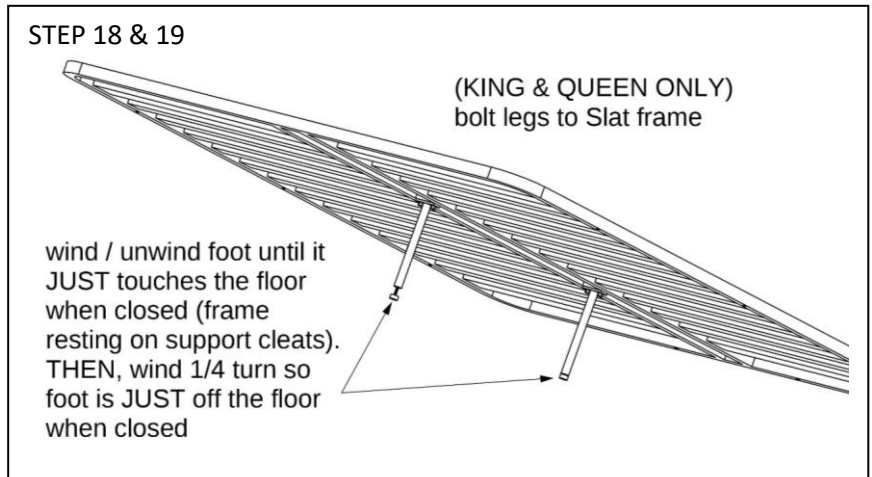 STEP 18 & 19
(KING & QUEEN ONLY)
bolt legs to Slat frame
wind / unwind foot until it
JUST touches the floor
when closed (frame
resting on support cleats).
THEN, wind 1/4 turn so
foot is JUST off the floor
when closed